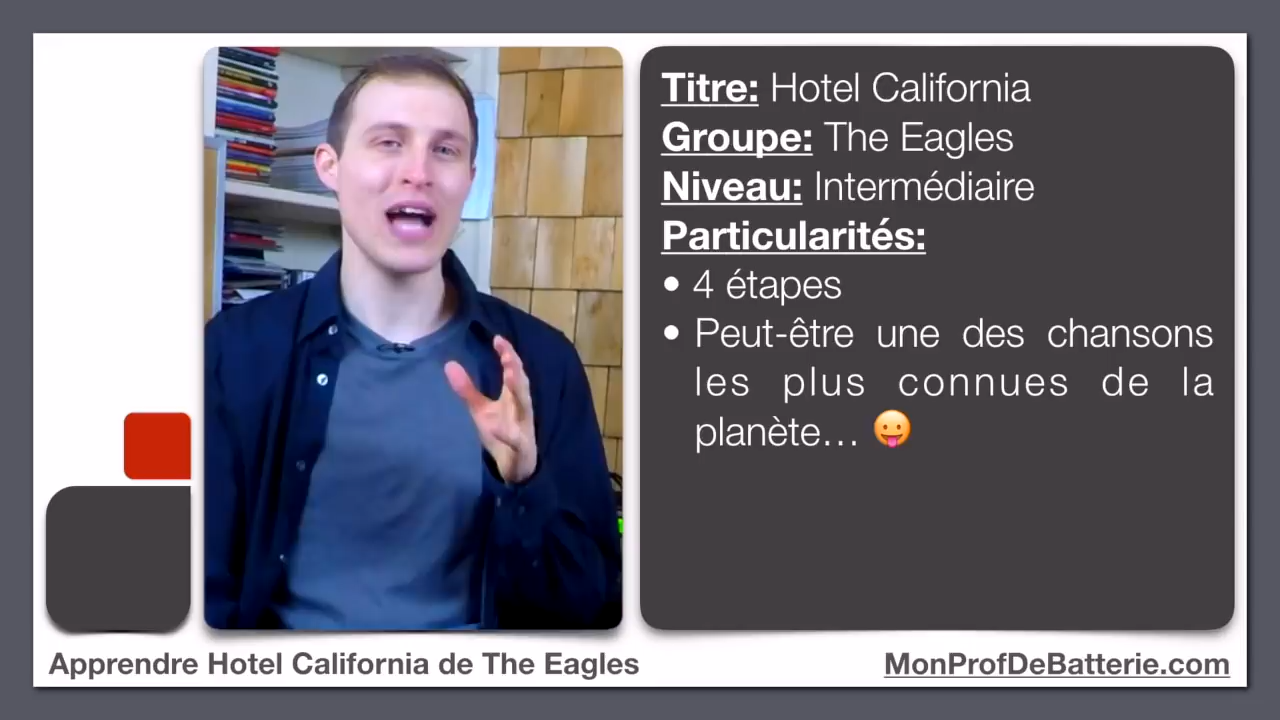 Titre: Hotel California
Groupe: The Eagles
Niveau: Intermédiaire
Particularités:
• 4 étapes
• Peut-être une des chansons
les plus connues de la
planète… 😛
Apprendre Hotel California de The Eagles
MonProfDeBatterie.com